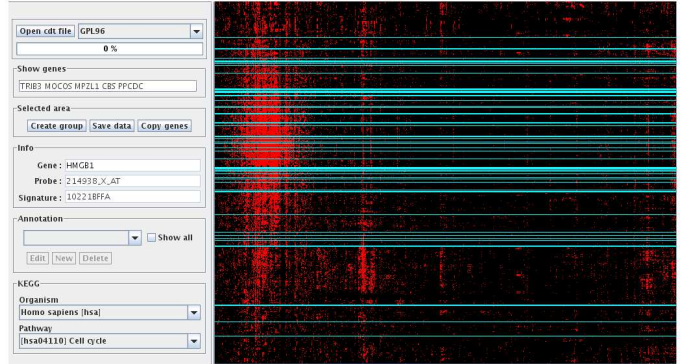 Open cdt file GPL96
0 %
Show genes
TRIB3 MOCOS MPZL1 CBS PPCDC
Selected area
Create group Save data Copy genes
Info
Gene : HMGB1
Probe : 214938_X_AT
Signature : 10221BFFA
Annotation
Show all
Edit New Delete
KEGG
Organism
Homo sapiens [hsa]
Pathway
[hsa04110] Cell cycle